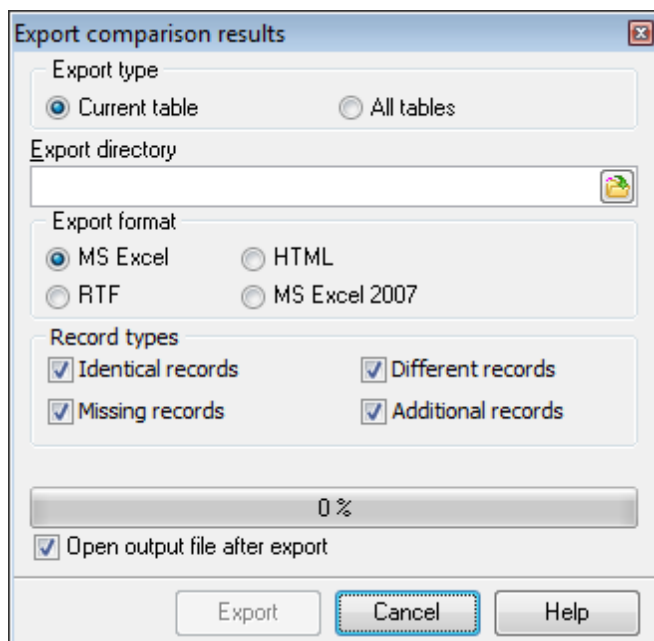 Export comparison results
Export type
Current table All tables
Export directory
Export format
MS Excel HTML
RTF MS Excel 2007
Record types
Identical records Different records
Missing records Additional records
0 %
Open output file after export
Export Cancel Help